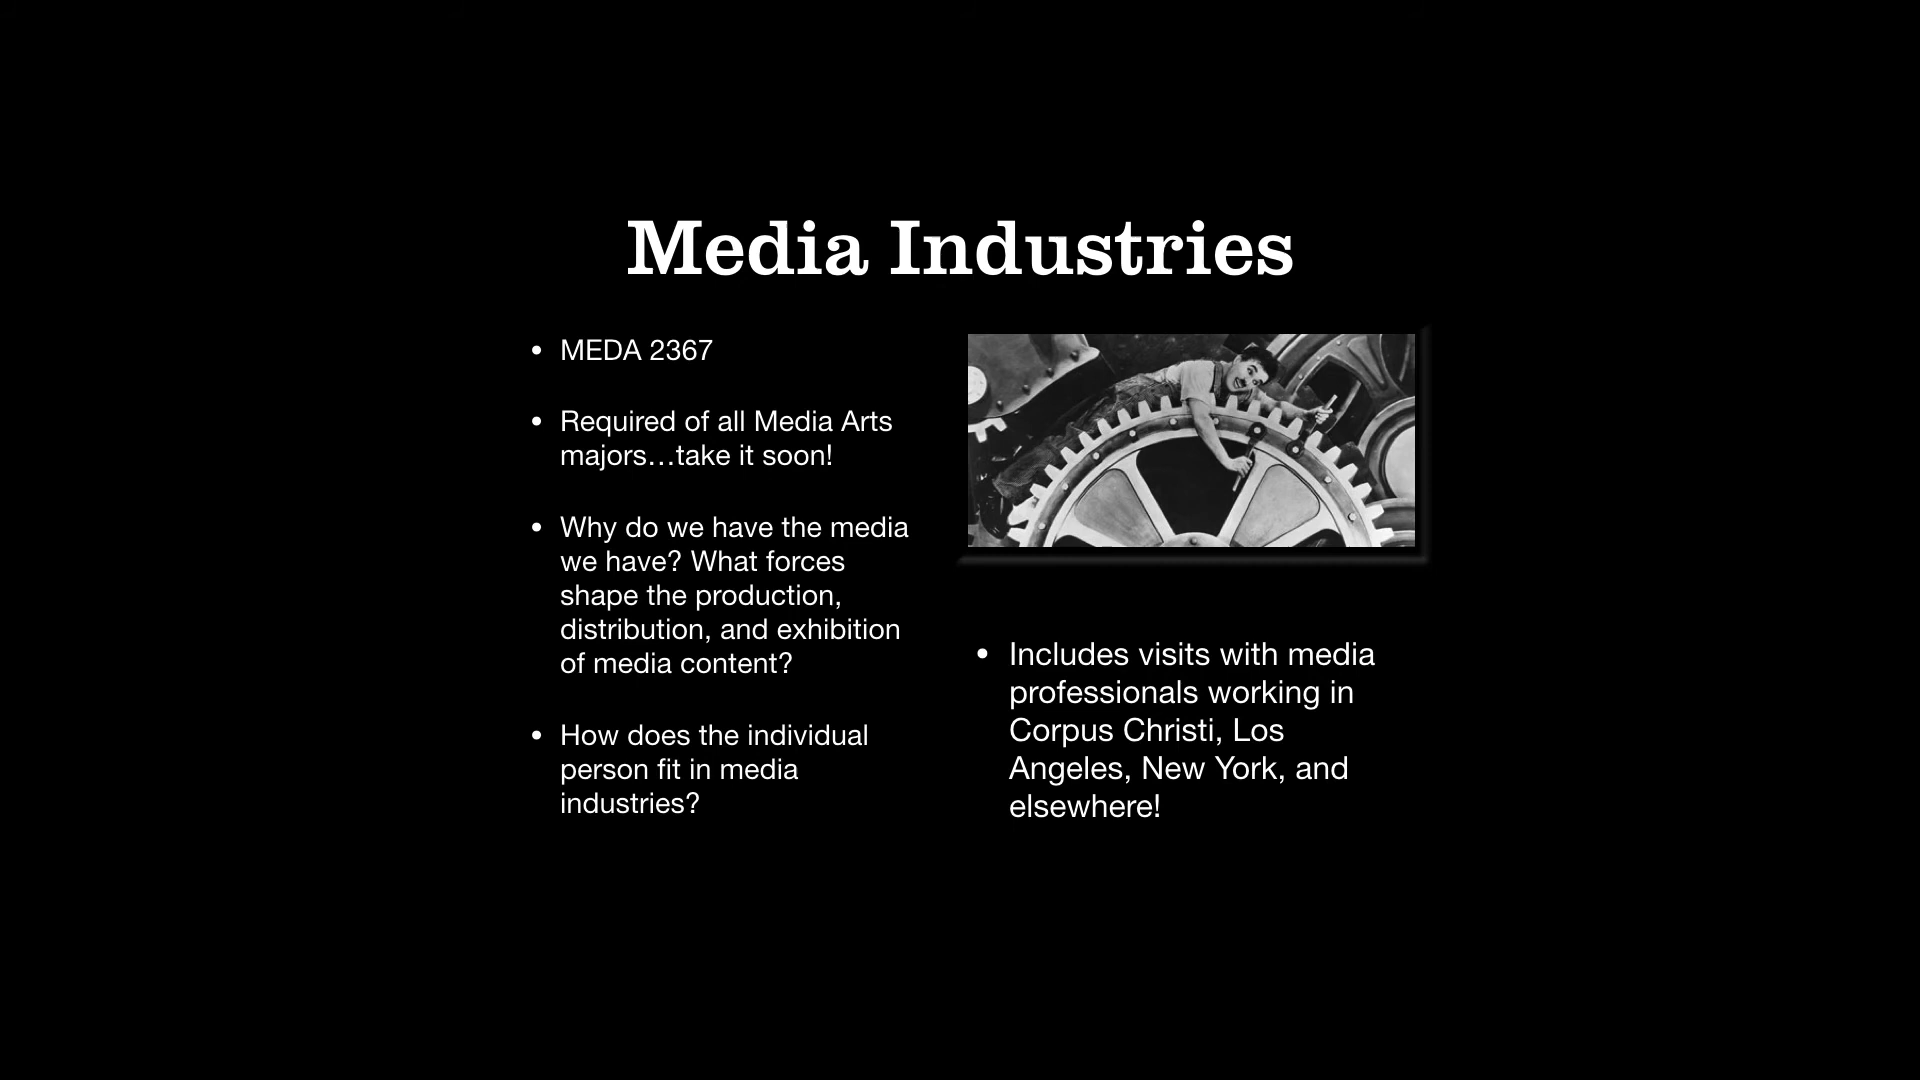 Media Industries
• MEDA 2367
• Required of all Media Arts
majors…take it soon!
• Why do we have the media
we have? What forces
shape the production,
distribution, and exhibition
of media content?
• How does the individual
person fit in media
industries?
• Includes visits with media
professionals working in
Corpus Christi, Los
Angeles, New York, and
elsewhere!